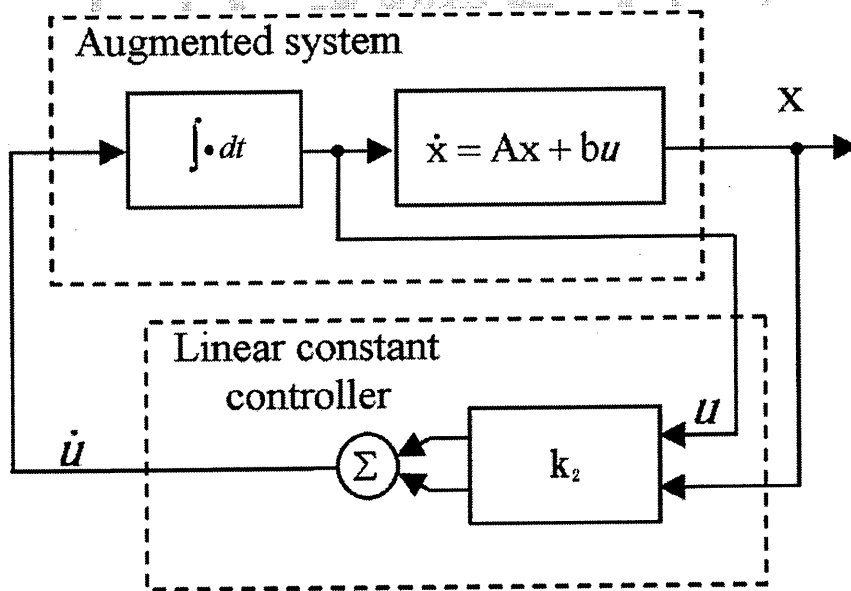 Augmented system
∫•dt
ẋ = Ax + bu
x
Linear constant
controller
u
u̇
Σ
k₂